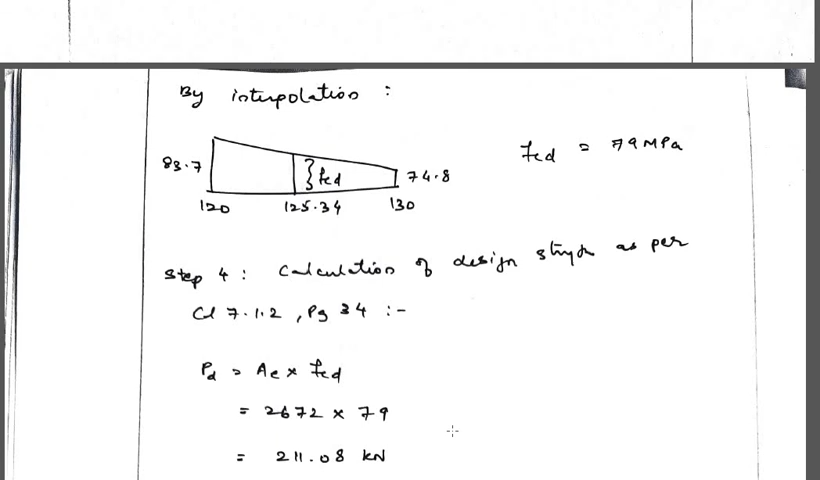 By interpolation :
fcd = 79 MPa
83.7 } fcd 74.8
120 125.34 130
Step 4 : Calculation of design strength as per
Cl 7.1.2 , Pg 34 :-
Pd = Ae x fcd
= 2672 x 79
= 211.08 kN